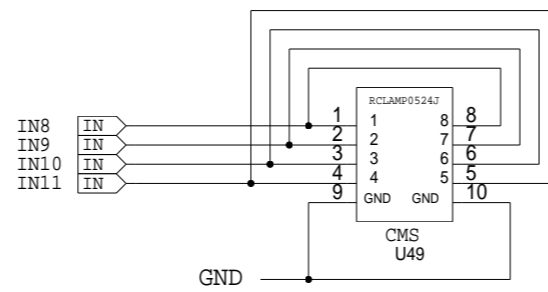 RCLAMP0524J
IN8 IN 1 1 8 8
IN9 IN 2 2 7 7
IN10 IN 3 3 6 6
IN11 IN 4 4 5 5
9 GND GND 10
CMS
U49
GND